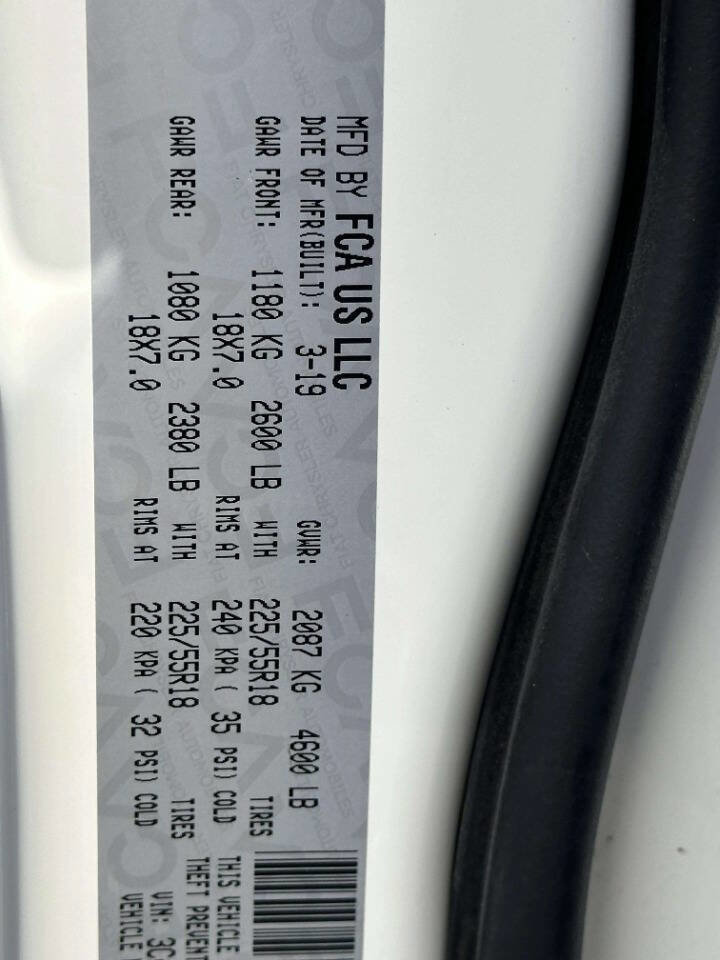 MFD BY FCA US LLC
DATE OF MFR(BUILT): 3-19 GVWR: 2087 KG 4600 LB
GAWR FRONT: 1180 KG 2600 LB WITH 225/55R18 TIRES
18X7.0 RIMS AT 240 KPA( 35 PSI) COLD
GAWR REAR: 1080 KG 2380 LB WITH 225/55R18 TIRES
18X7.0 RIMS AT 220 KPA( 32 PSI) COLD
THIS VEHICLE
THEFT PREVENT
VIN: 3C
VEHICLE